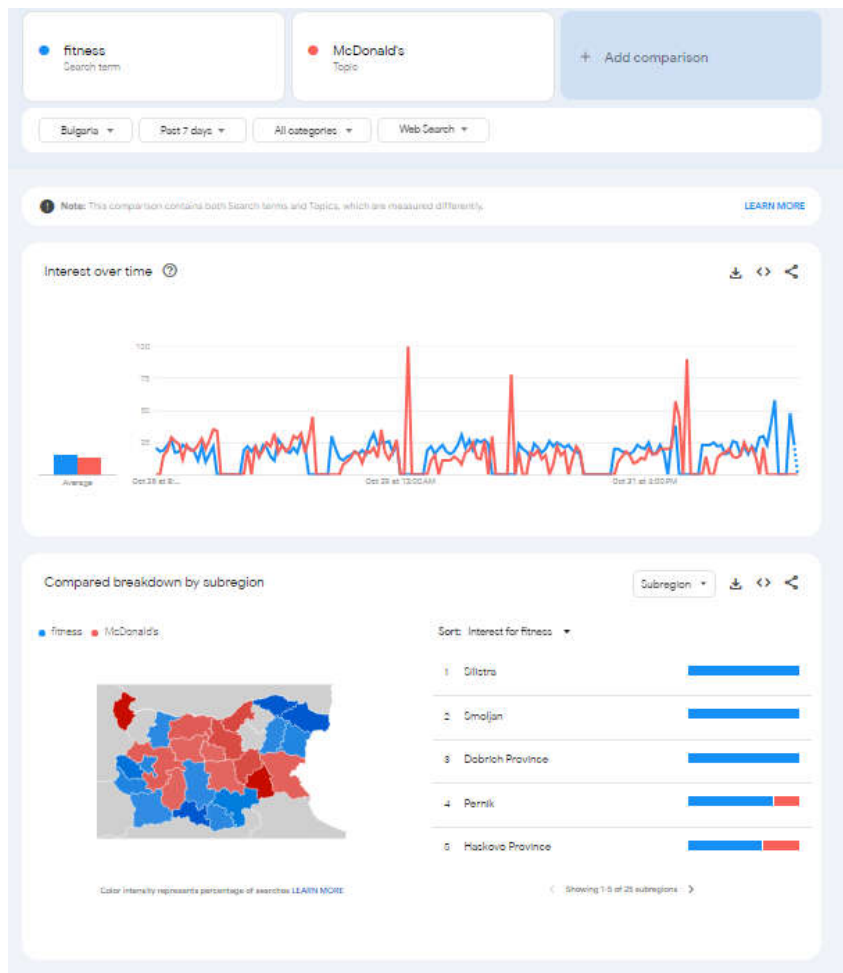 fitness
Search term
McDonald's
Topic
+ Add comparison
Bulgaria
Past 7 days
All categories
Web Search
Note: This comparison contains both Search terms and Topics, which are measured differently.
LEARN MORE
Interest over time
100
75
50
25
Average
Oct 29 at 12:00 AM
Oct 31 at 4:00 PM
Compared breakdown by subregion
Subregion
fitness McDonald's
Sort: Interest for fitness
1 Silistra
2 Smoljan
3 Dobrich Province
4 Pernik
5 Haskovo Province
Color intensity represents percentage of searches LEARN MORE
Showing 1-5 of 25 subregions